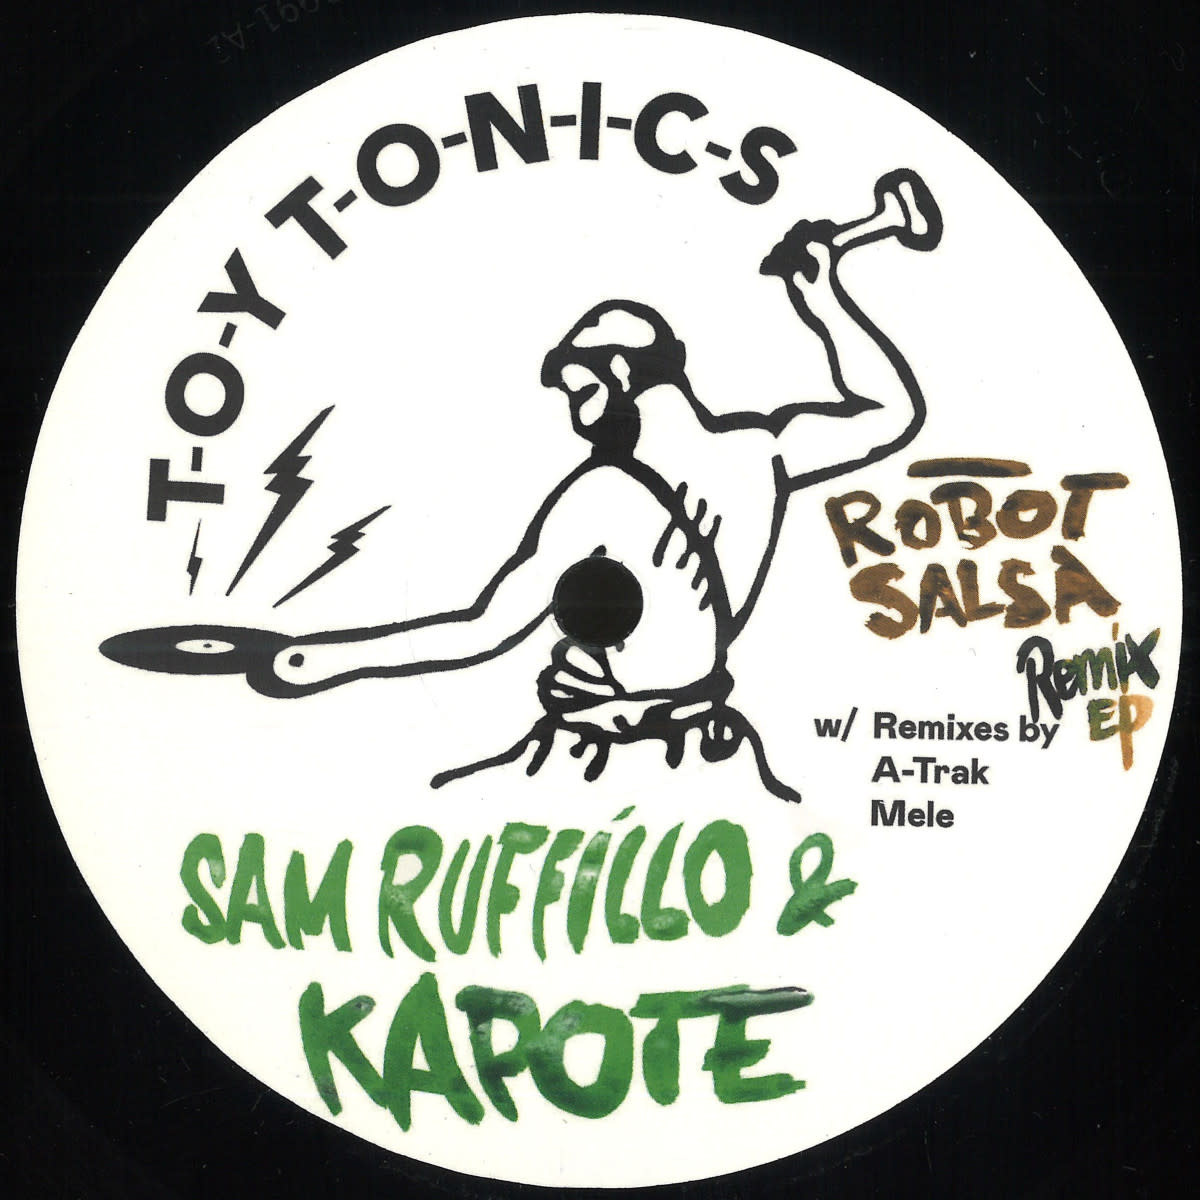 T-O-Y T-O-N-I-C-S
ROBOT
SALSA
Remix
EP
w/ Remixes by
A-Trak
Mele
SAM RUFFILLO &
KAPOTE